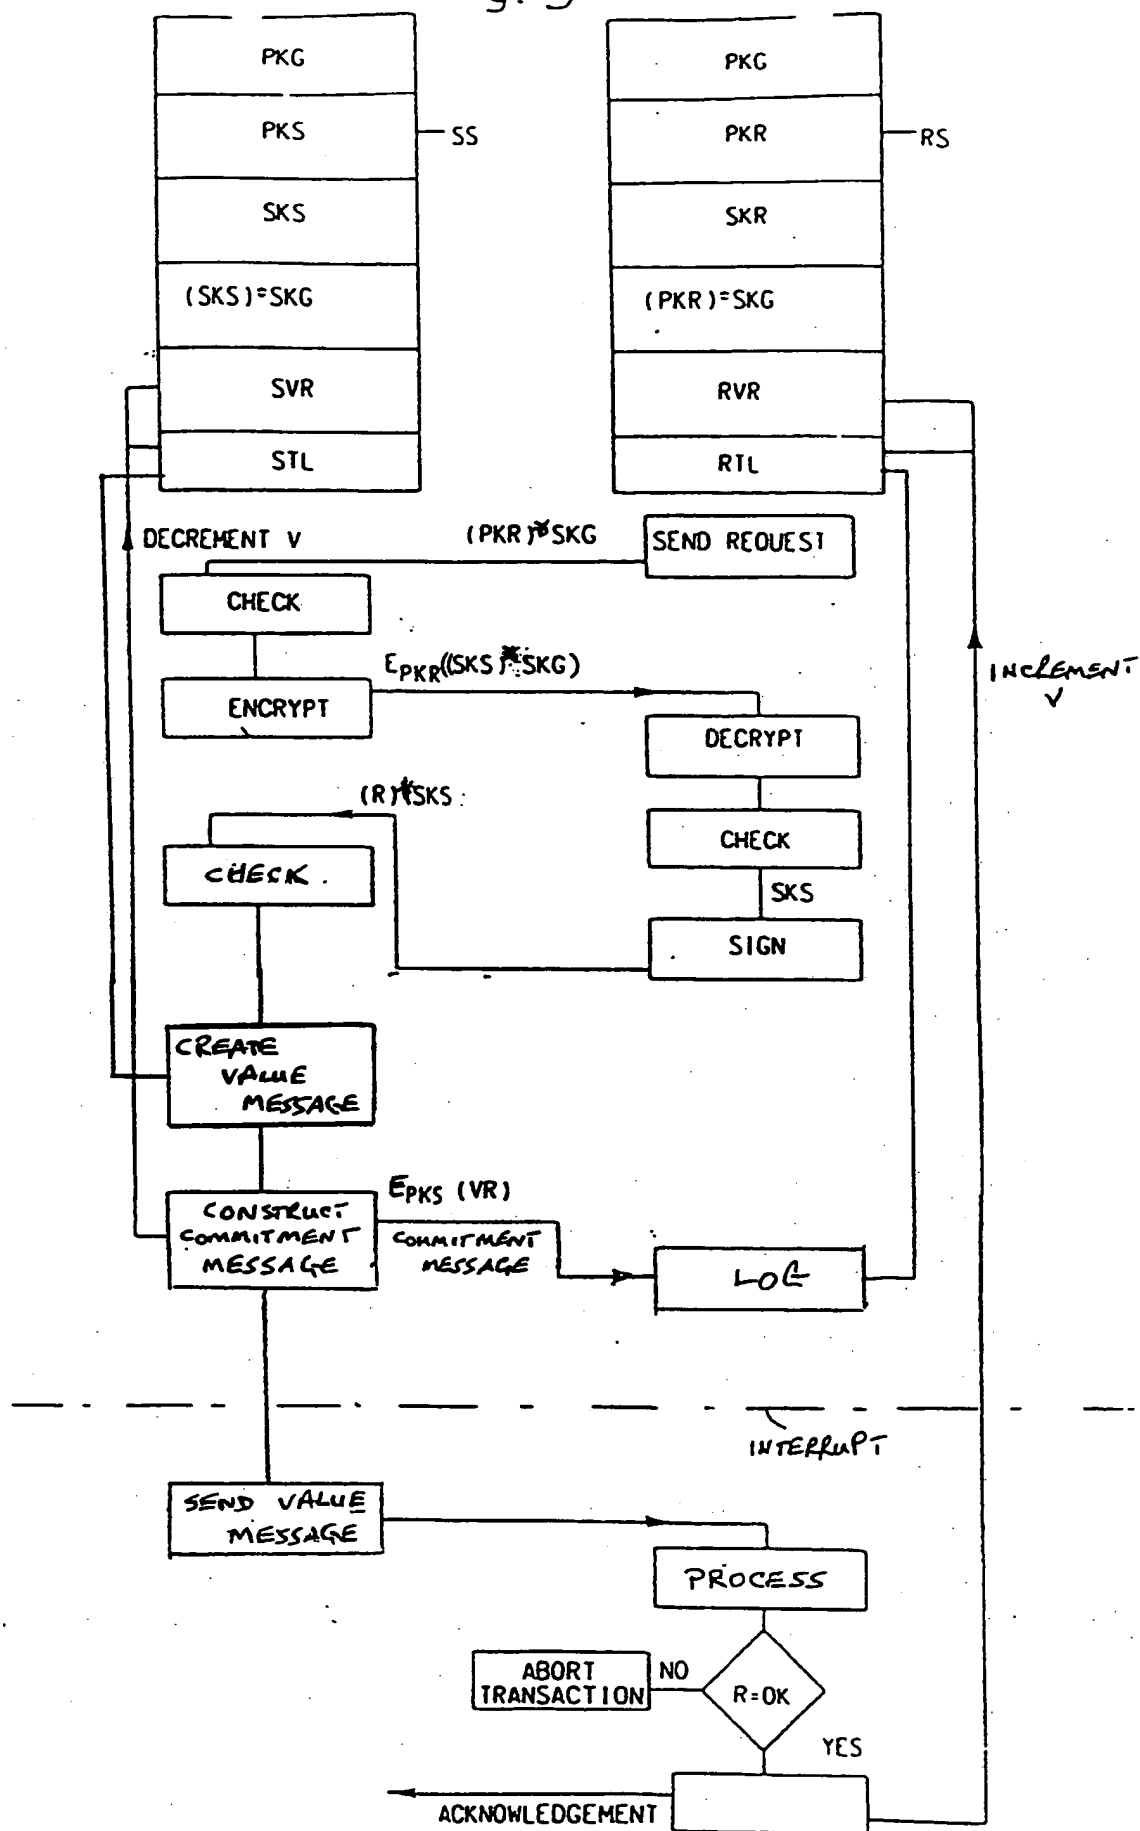 PKG
PKS
SS
SKS
(SKS)*SKG
SVR
STL
PKG
PKR
RS
SKR
(PKR)*SKG
RVR
RTL
DECREMENT V
(PKR)*SKG
SEND REQUEST
CHECK
EPKR((SKS)*SKG)
ENCRYPT
INCREMENT
V
DECRYPT
(R)*SKS
CHECK
CHECK.
SKS
SIGN
CREATE
VALUE
MESSAGE
EPKS (VR)
CONSTRUCT
COMMITMENT
MESSAGE
COMMITMENT
MESSAGE
LOG
INTERRUPT
SEND VALUE
MESSAGE
PROCESS
ABORT
TRANSACTION
NO
R=OK
YES
ACKNOWLEDGEMENT